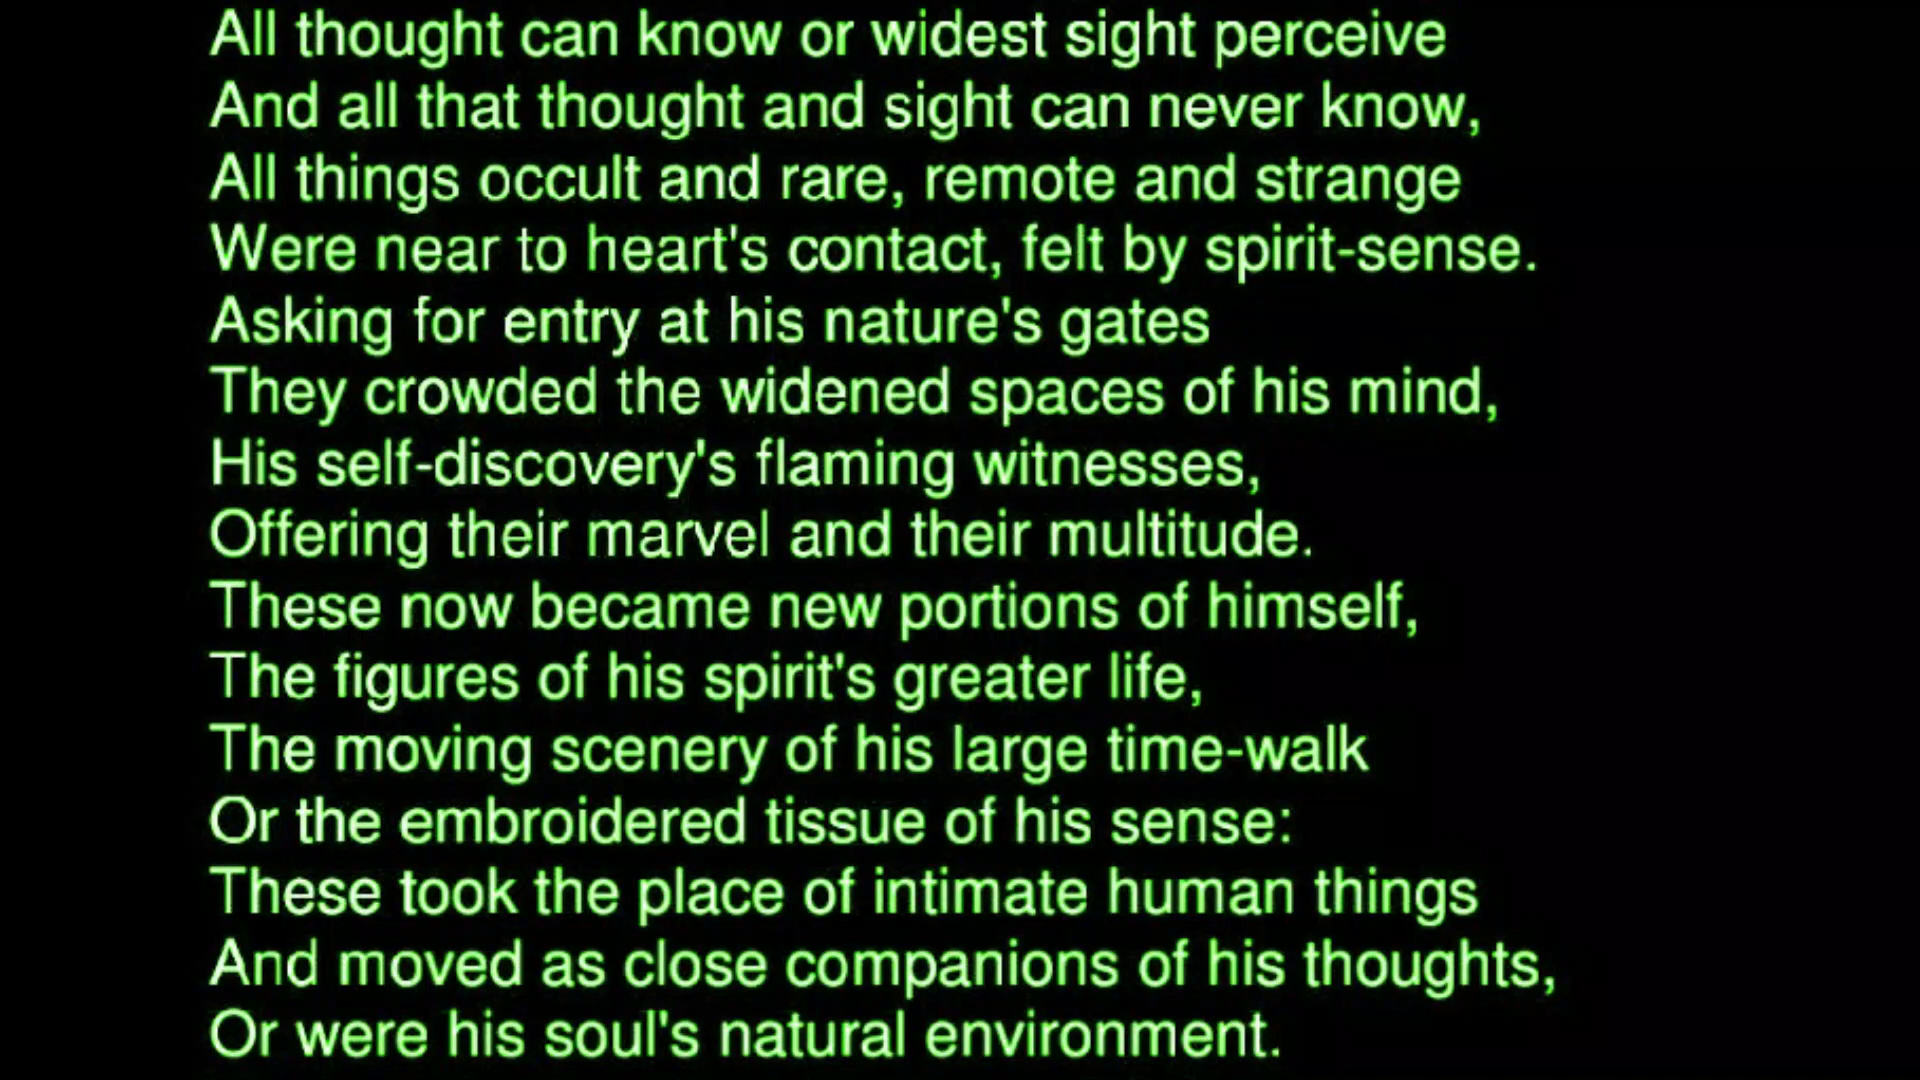 All thought can know or widest sight perceive
And all that thought and sight can never know,
All things occult and rare, remote and strange
Were near to heart's contact, felt by spirit-sense.
Asking for entry at his nature's gates
They crowded the widened spaces of his mind,
His self-discovery's flaming witnesses,
Offering their marvel and their multitude.
These now became new portions of himself,
The figures of his spirit's greater life,
The moving scenery of his large time-walk
Or the embroidered tissue of his sense:
These took the place of intimate human things
And moved as close companions of his thoughts,
Or were his soul's natural environment.